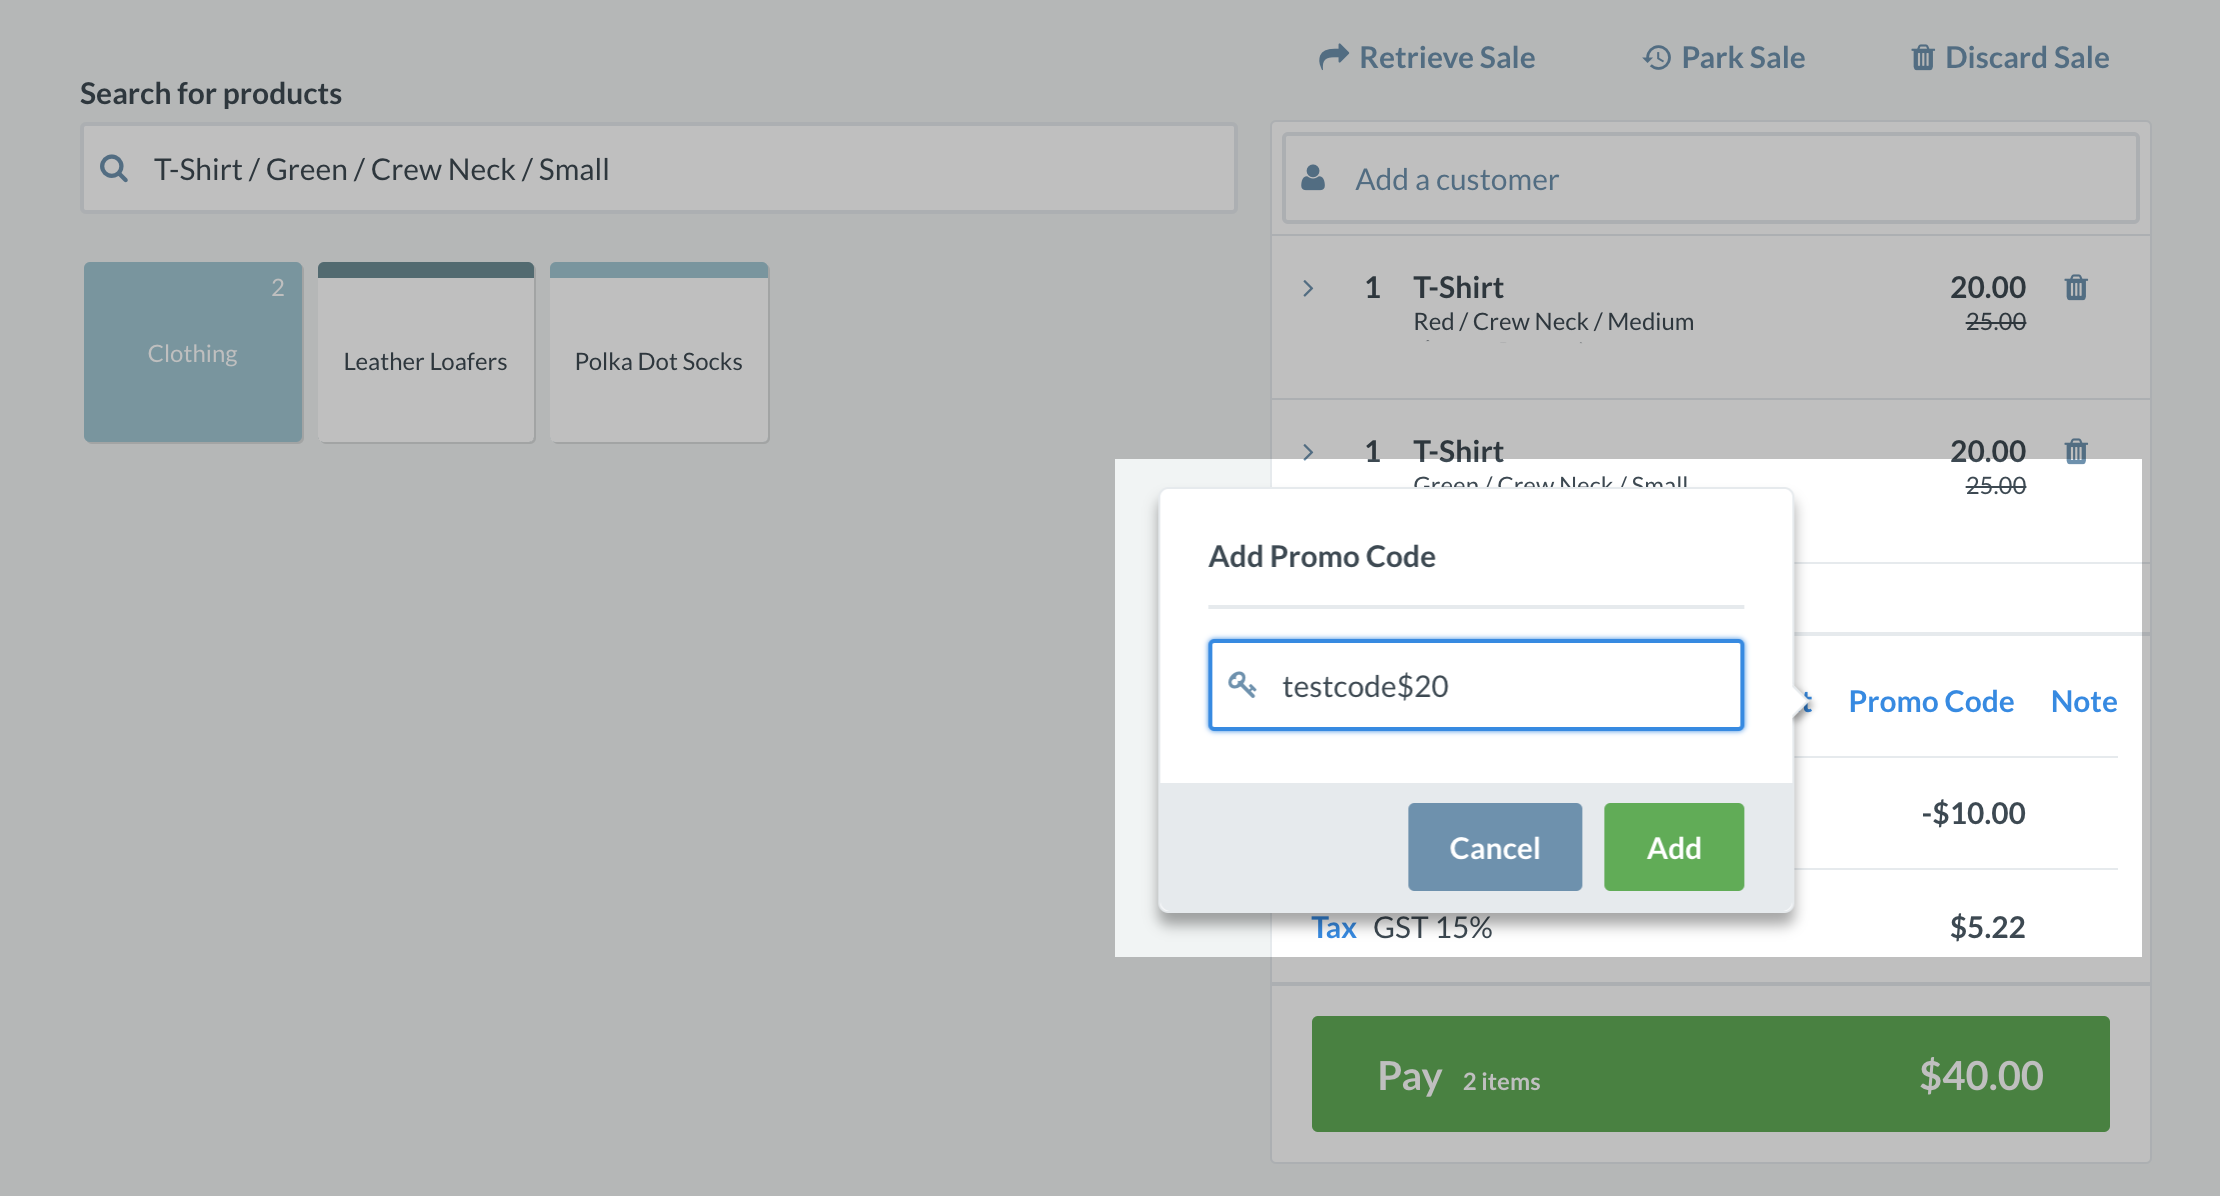 Retrieve Sale
Park Sale
Discard Sale
Search for products
T-Shirt / Green / Crew Neck / Small
Add a customer
2
Clothing
Leather Loafers
Polka Dot Socks
1 T-Shirt 20.00
Red / Crew Neck / Medium 25.00
1 T-Shirt 20.00
Green / Crew Neck / Small 25.00
Add Promo Code
testcode$20
Cancel
Add
Promo Code
Note
-$10.00
Tax GST 15% $5.22
Pay 2 items $40.00